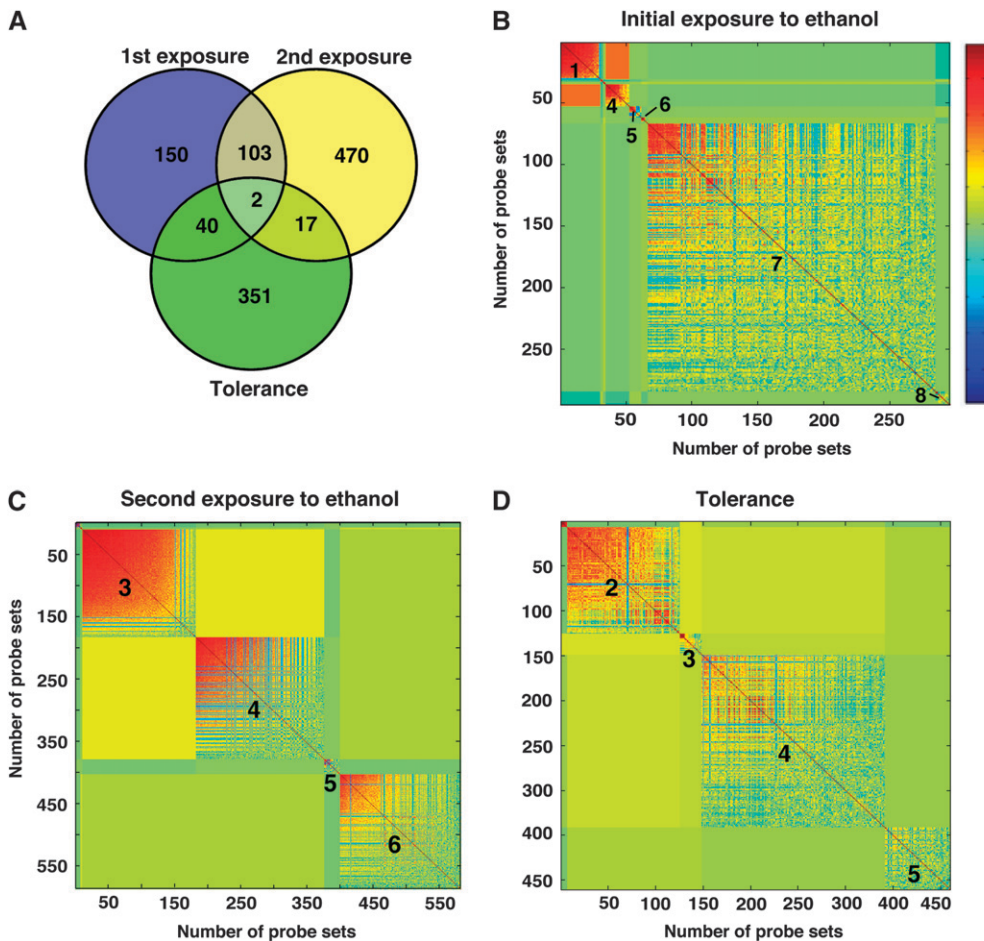 A
1st exposure
2nd exposure
150
103
470
2
40
17
351
Tolerance
B
Initial exposure to ethanol
Number of probe sets
50
100
150
200
250
1
4
6
5
7
8
50 100 150 200 250
Number of probe sets
C
Second exposure to ethanol
Number of probe sets
50
150
250
350
450
550
3
4
5
6
50 150 250 350 450 550
Number of probe sets
D
Tolerance
Number of probe sets
50
100
150
200
250
300
350
400
450
2
3
4
5
50 100 150 200 250 300 350 400 450
Number of probe sets